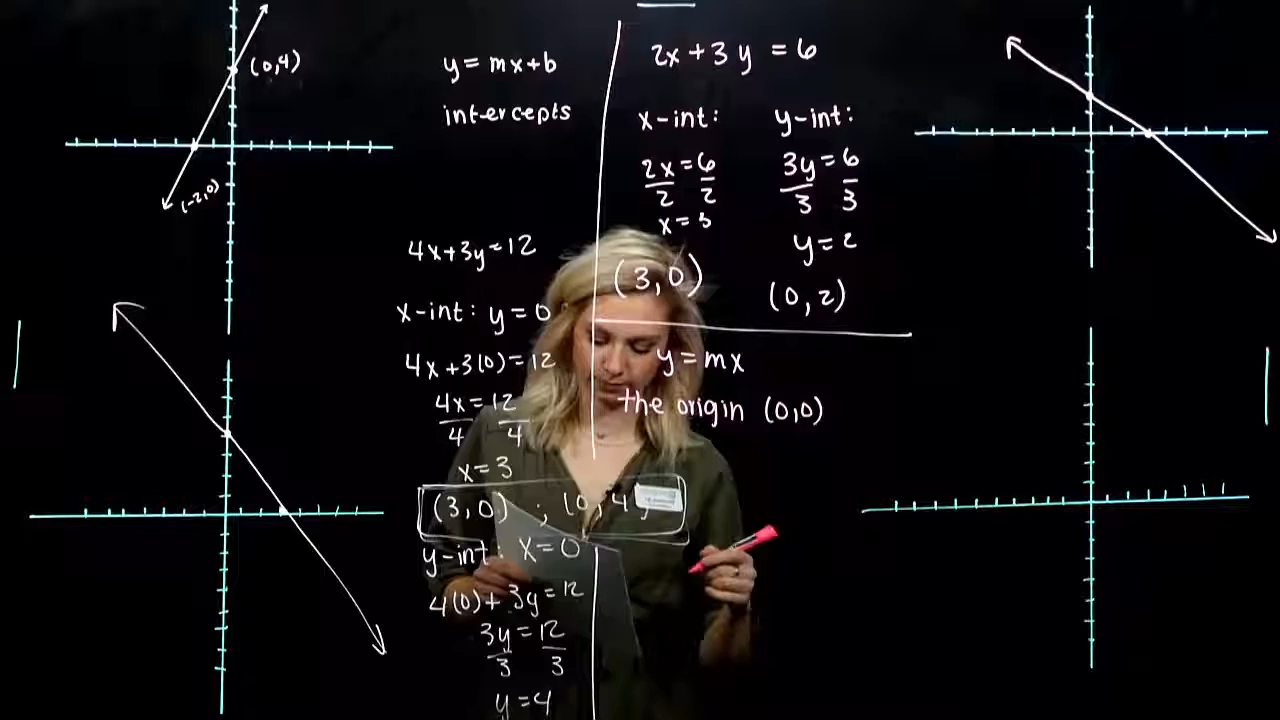 (0,4)
(-2,0)
y = mx+b
intercepts
4x+3y=12
x-int: y=0
4x+3(0)=12
4x=12
4 4
x=3
(3,0) ; (0,4)
y-int: x=0
4(0)+3y=12
3y=12
3 3
y=4
2x+3y=6
x-int: y-int:
2x=6 3y=6
2 2 3 3
x=3 y=2
(3,0) (0,2)
y=mx
the origin (0,0)